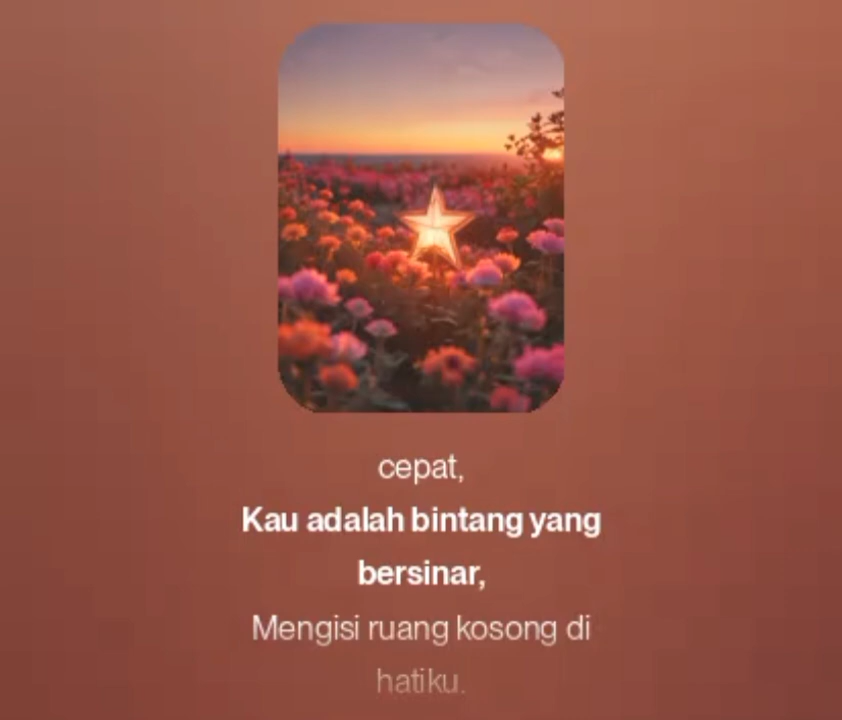 cepat,
Kau adalah bintang yang
bersinar,
Mengisi ruang kosong di
hatiku.